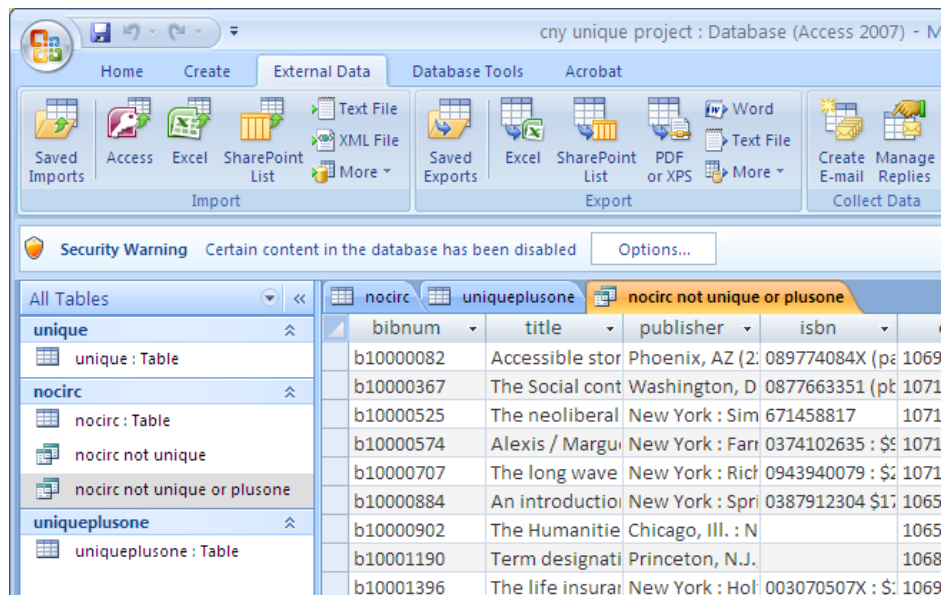 cny unique project : Database (Access 2007) - M
Home Create External Data Database Tools Acrobat
Saved Imports Access Excel SharePoint List Text File XML File More
Saved Exports Excel SharePoint List PDF or XPS Word Text File More
Create E-mail Manage Replies
Import Export Collect Data
Security Warning Certain content in the database has been disabled Options...
All Tables «
unique
unique : Table
nocirc
nocirc : Table
nocirc not unique
nocirc not unique or plusone
uniqueplusone
uniqueplusone : Table
nocirc uniqueplusone nocirc not unique or plusone
bibnum title publisher isbn
b10000082 Accessible stor Phoenix, AZ (2: 089774084X (pa 1069
b10000367 The Social cont Washington, D 0877663351 (pb 1071
b10000525 The neoliberal New York : Sim 671458817 1071
b10000574 Alexis / Margu New York : Farr 0374102635 : $9 1071
b10000707 The long wave New York : Rich 0943940079 : $2 1071
b10000884 An introduction New York : Spri 0387912304 $17 1065
b10000902 The Humanitie Chicago, Ill. : N 1065
b10001190 Term designati Princeton, N.J. 1068
b10001396 The life insurar New York : Hol 003070507X : $ 1069